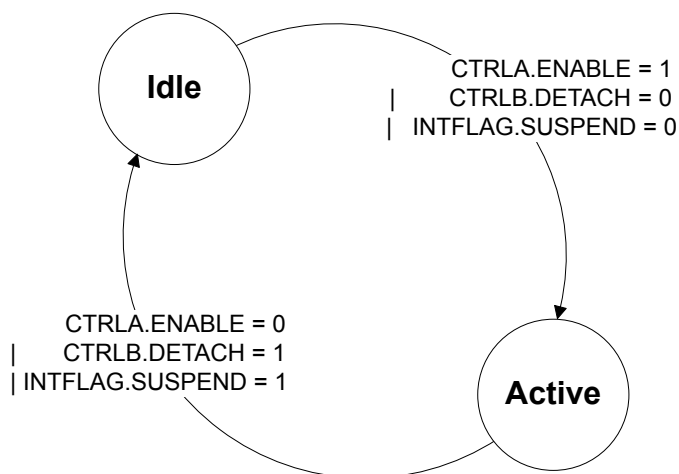 Idle
CTRLA.ENABLE = 1
| CTRLB.DETACH = 0
| INTFLAG.SUSPEND = 0
CTRLA.ENABLE = 0
| CTRLB.DETACH = 1
| INTFLAG.SUSPEND = 1
Active